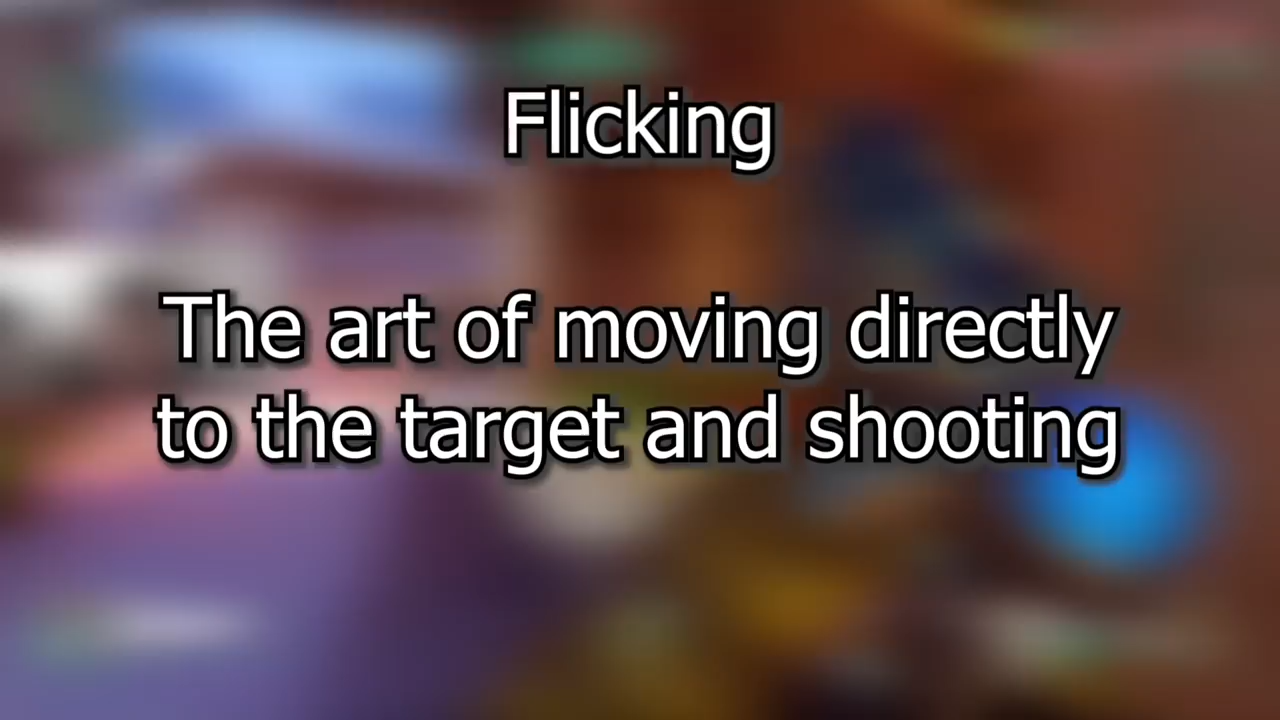 Flicking
The art of moving directly
to the target and shooting